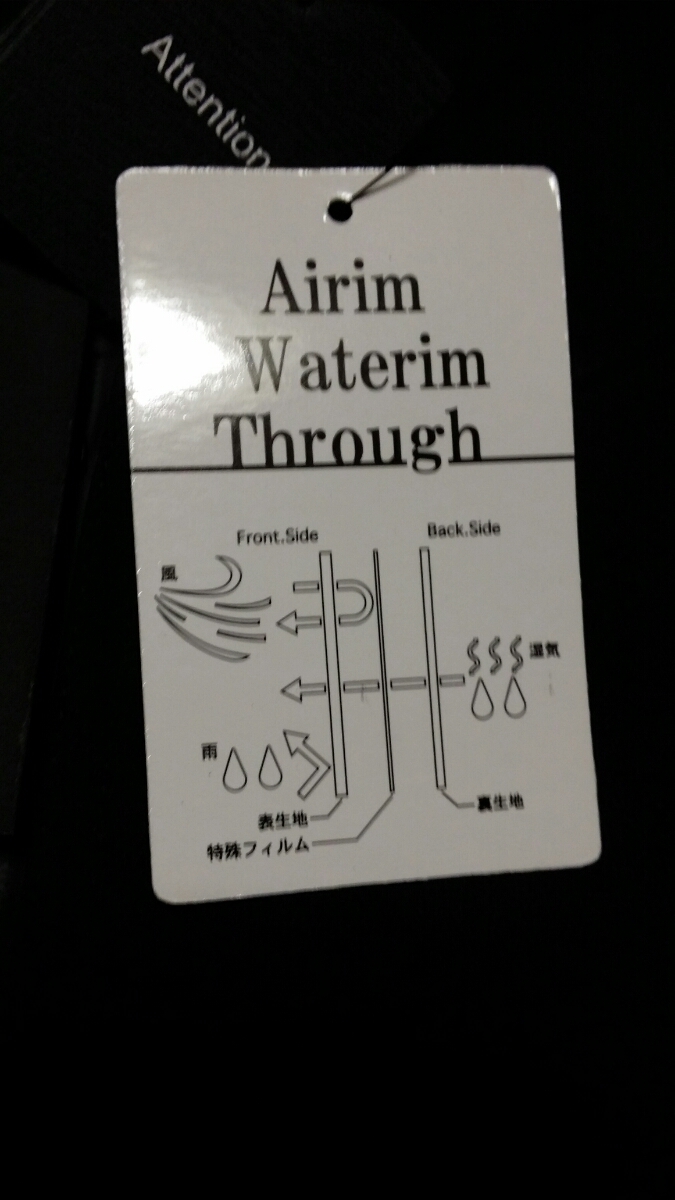 Attention
Airim
Waterim
Through
Front.Side
Back.Side
風
湿気
雨
表生地
裏生地
特殊フィルム